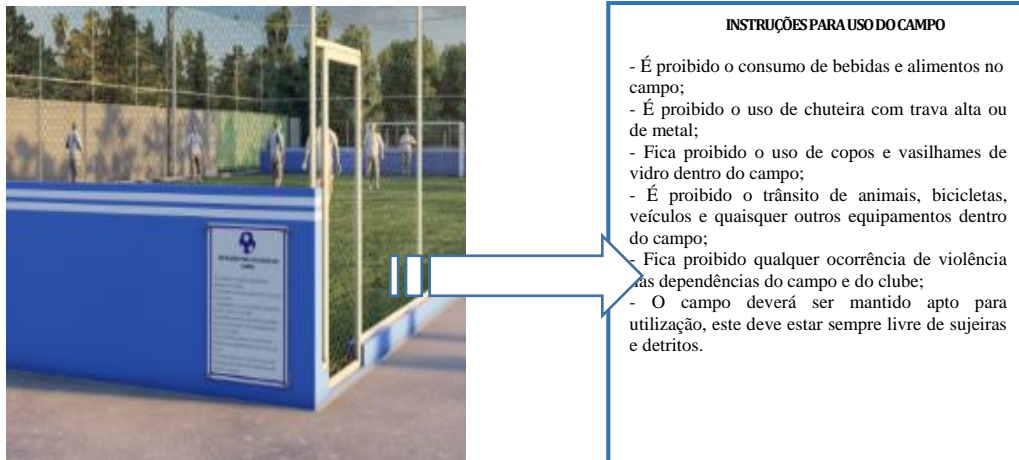 INSTRUÇÕES PARA USO DO CAMPO
- É proibido o consumo de bebidas e alimentos no
campo;
- É proibido o uso de chuteira com trava alta ou
de metal;
- Fica proibido o uso de copos e vasilhames de
vidro dentro do campo;
- É proibido o trânsito de animais, bicicletas,
veículos e quaisquer outros equipamentos dentro
do campo;
- Fica proibido qualquer ocorrência de violência
nas dependências do campo e do clube;
- O campo deverá ser mantido apto para
utilização, este deve estar sempre livre de sujeiras
e detritos.